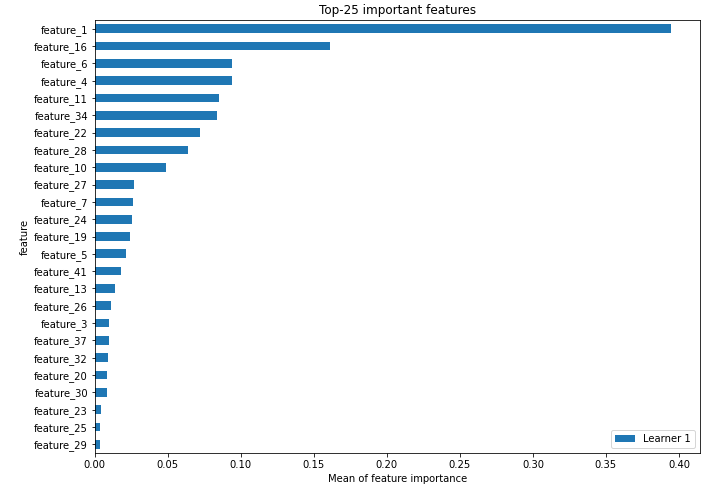 Top-25 important features
feature_1
feature_16
feature_6
feature_4
feature_11
feature_34
feature_22
feature_28
feature_10
feature_27
feature_7
feature_24
feature_19
feature_5
feature_41
feature_13
feature_26
feature_3
feature_37
feature_32
feature_20
feature_30
feature_23
feature_25
feature_29
feature
Learner 1
0.00 0.05 0.10 0.15 0.20 0.25 0.30 0.35 0.40
Mean of feature importance